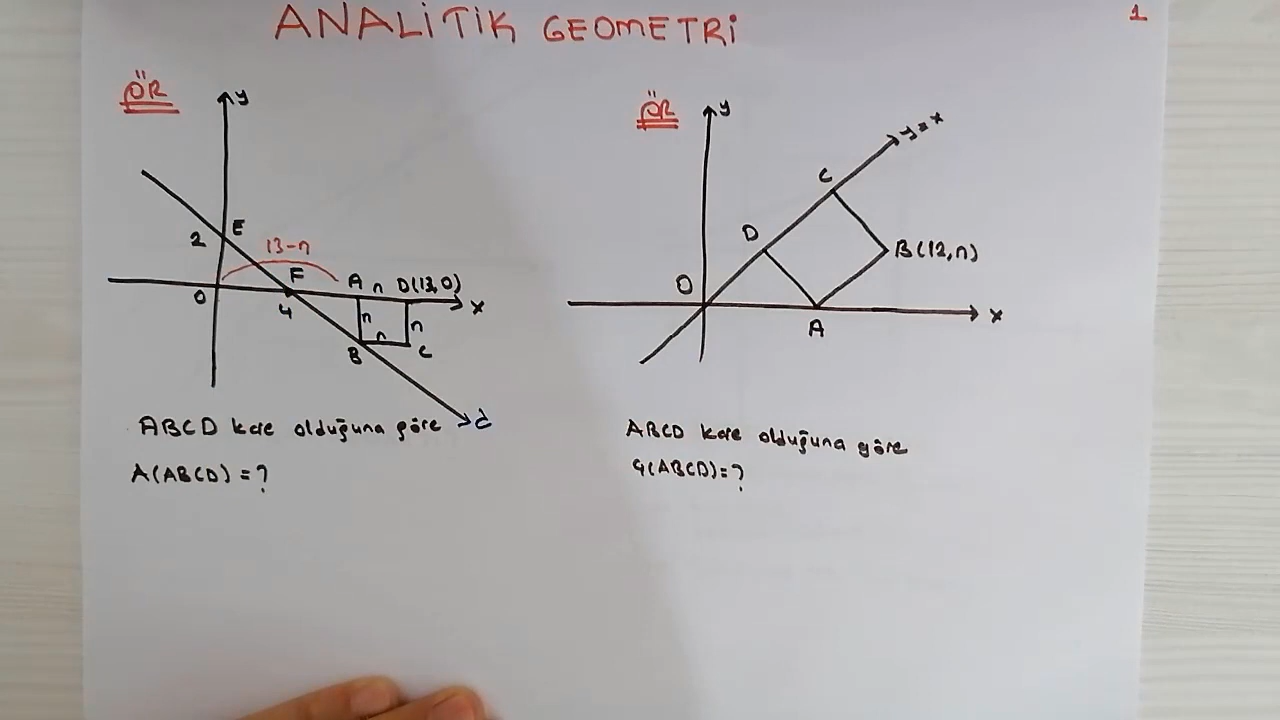 ANALİTİK GEOMETRİ
1
ÖR
y
E
2
13-n
F
A n D(13,0)
x
O
4
n
n
n
B
C
d
ABCD kare olduğuna göre
A(ABCD)=?
ÖR
y
y=x
C
D
B(12,n)
O
A
x
ABCD kare olduğuna göre
Ç(ABCD)=?